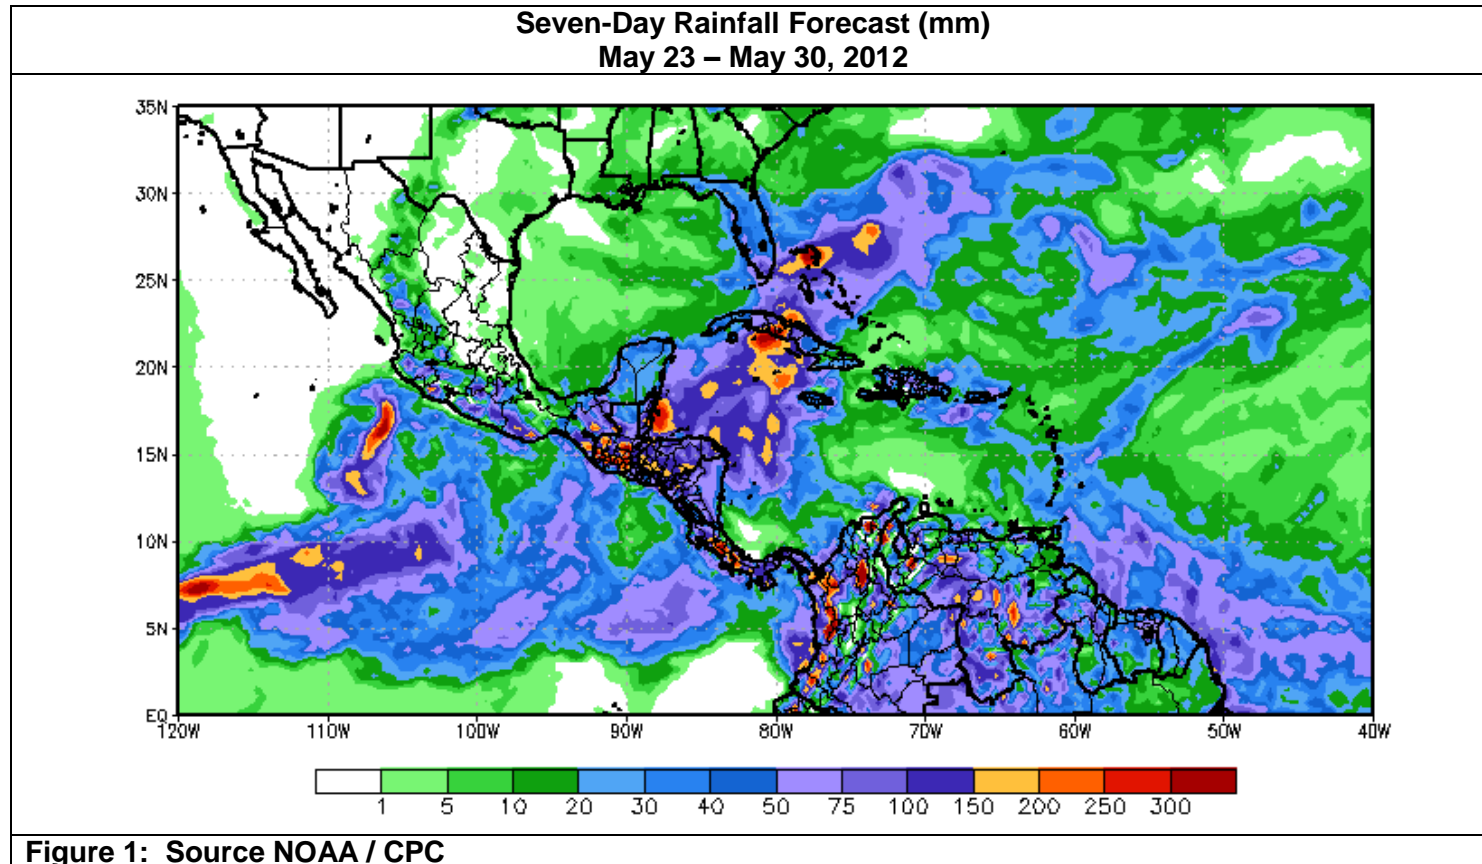 Seven-Day Rainfall Forecast (mm)
May 23 – May 30, 2012
35N
30N
25N
20N
15N
10N
5N
EQ
120W 110W 100W 90W 80W 70W 60W 50W 40W
1 5 10 20 30 40 50 75 100 150 200 250 300
Figure 1: Source NOAA / CPC